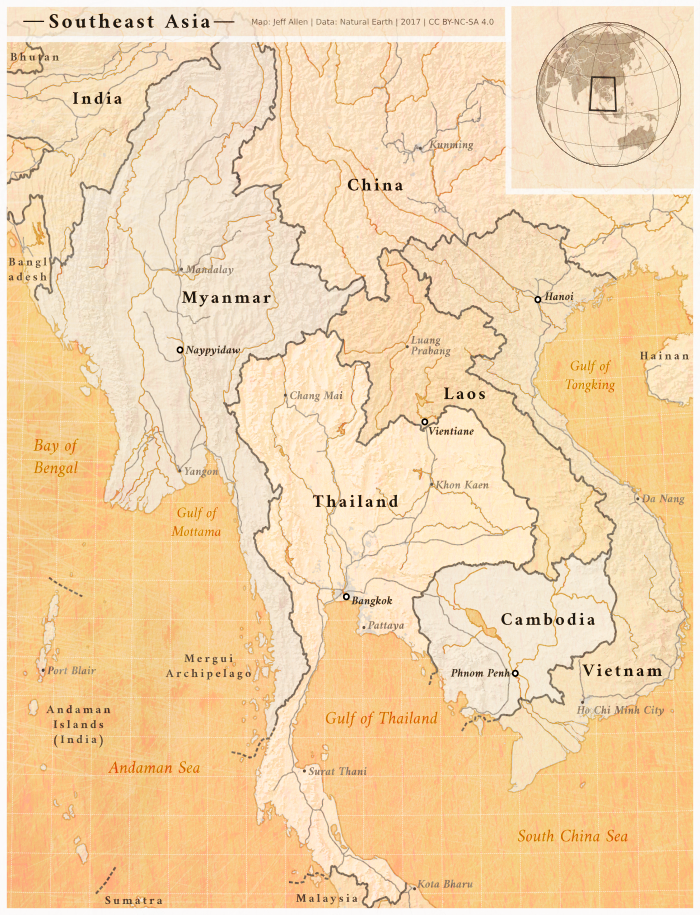 Southeast Asia
Map: Jeff Allen | Data: Natural Earth | 2017 | CC BY-NC-SA 4.0
Bhutan
India
Kunming
China
Bangl
adesh
Mandalay
Myanmar
Hanoi
Naypyidaw
Luang
Prabang
Hainan
Gulf of
Tongking
Chang Mai
Laos
Vientiane
Bay of
Bengal
Yangon
Khon Kaen
Thailand
Da Nang
Gulf of
Mottama
Bangkok
Cambodia
Pattaya
Mergui
Archipelago
Port Blair
Phnom Penh
Vietnam
Andaman
Islands
(India)
Ho Chi Minh City
Gulf of Thailand
Andaman Sea
Surat Thani
South China Sea
Kota Bharu
Malaysia
Sumatra